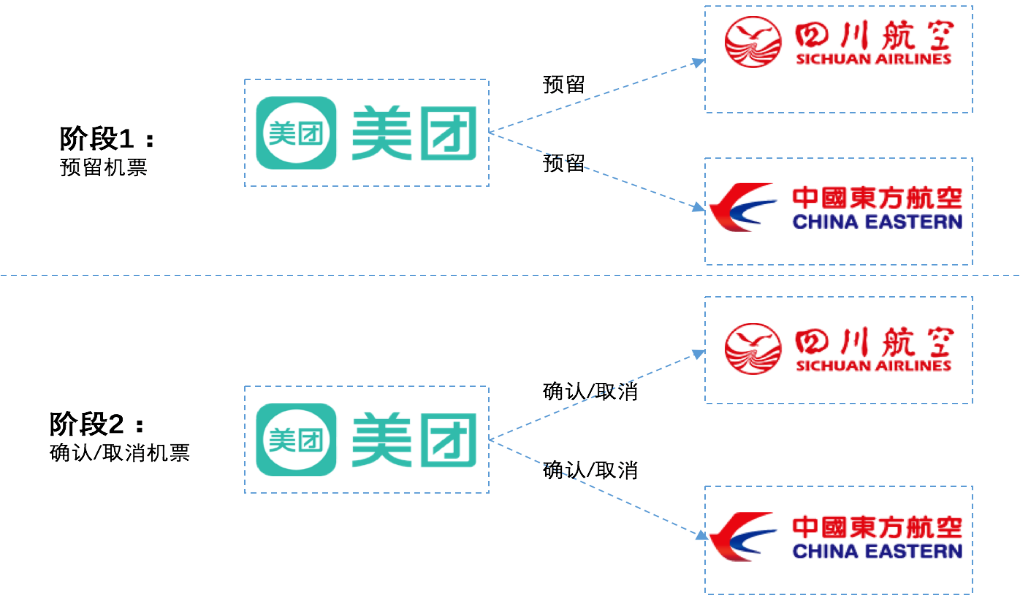 阶段1：
预留机票
美团 美团
预留
预留
四川航空
SICHUAN AIRLINES
中國東方航空
CHINA EASTERN
阶段2：
确认/取消机票
美团 美团
确认/取消
确认/取消
四川航空
SICHUAN AIRLINES
中國東方航空
CHINA EASTERN